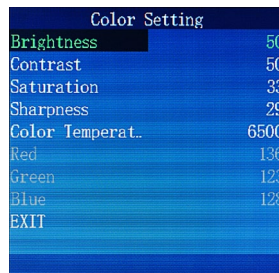 Color Setting
Brightness 50
Contrast 50
Saturation 33
Sharpness 29
Color Temperat.. 6500
Red 136
Green 123
Blue 128
EXIT